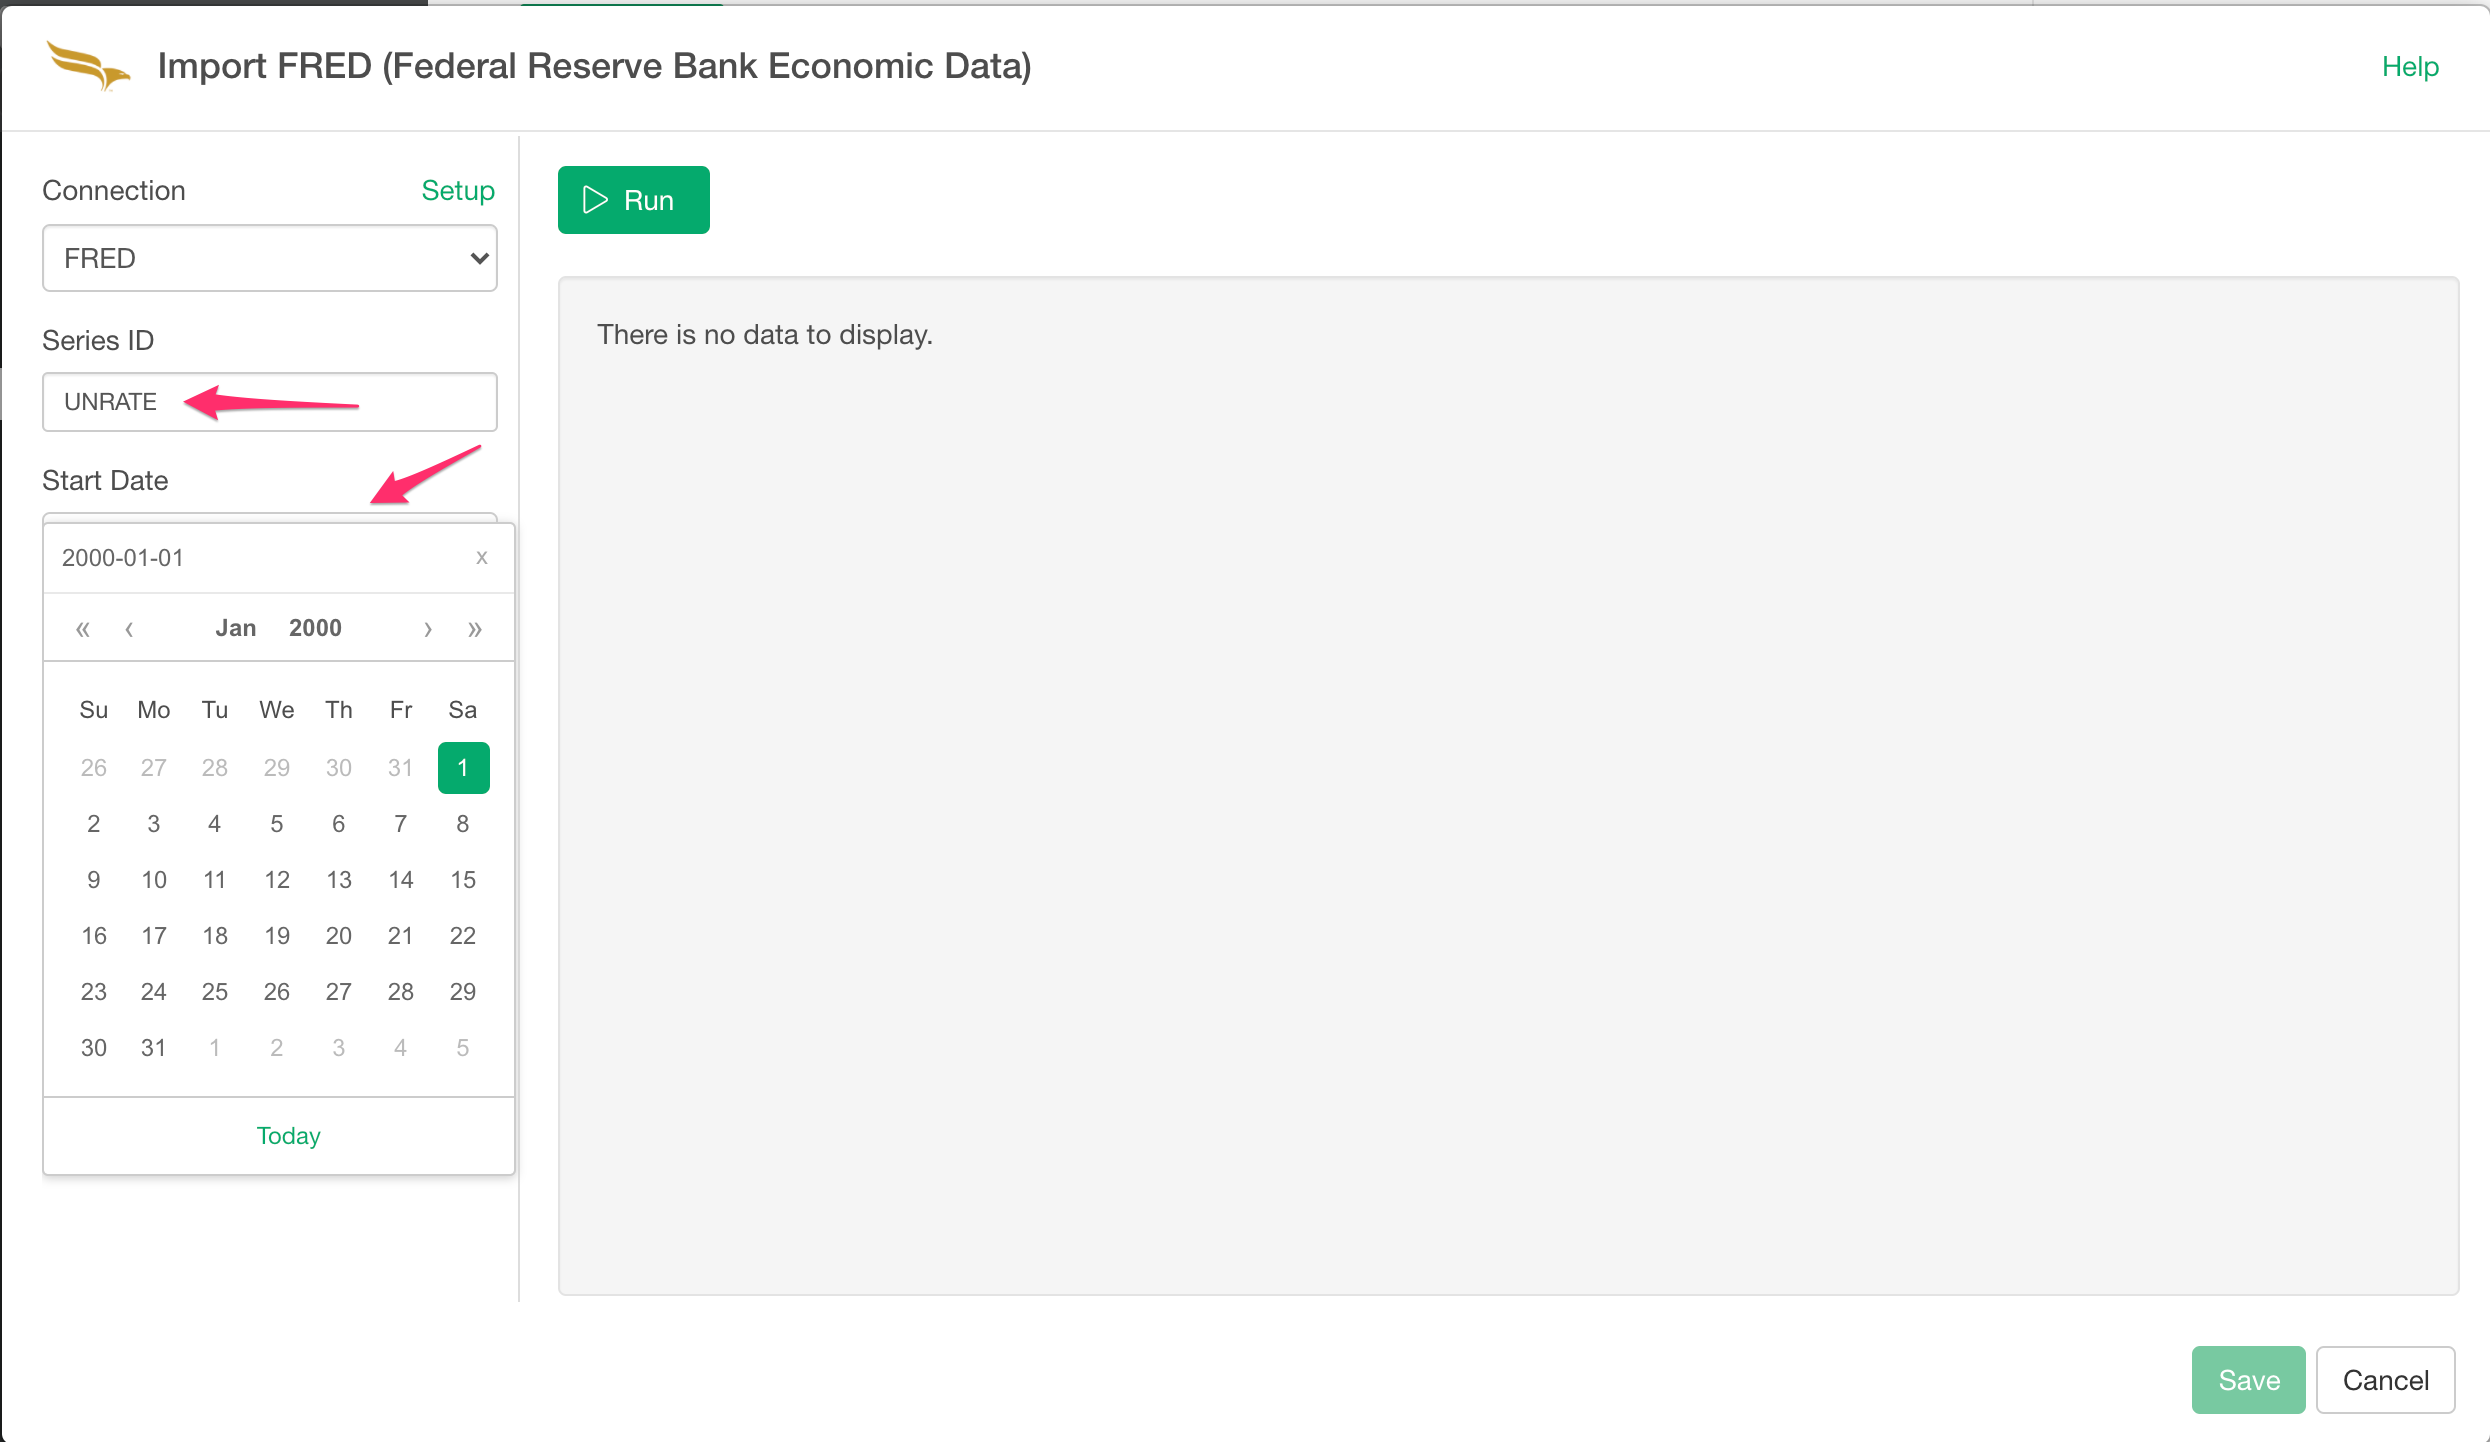 Import FRED (Federal Reserve Bank Economic Data)
Help
Connection
Setup
FRED
Series ID
UNRATE
Start Date
2000-01-01
x
« ‹ Jan 2000 › »
Su Mo Tu We Th Fr Sa
26 27 28 29 30 31 1
2 3 4 5 6 7 8
9 10 11 12 13 14 15
16 17 18 19 20 21 22
23 24 25 26 27 28 29
30 31 1 2 3 4 5
Today
Run
There is no data to display.
Save
Cancel